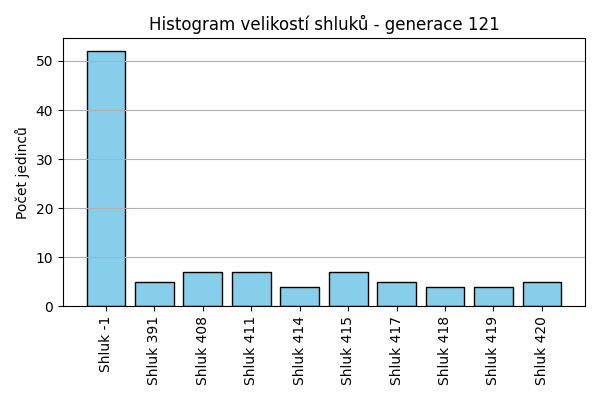 Histogram velikostí shluků - generace 121
Počet jedinců
50
40
30
20
10
0
Shluk -1
Shluk 391
Shluk 408
Shluk 411
Shluk 414
Shluk 415
Shluk 417
Shluk 418
Shluk 419
Shluk 420